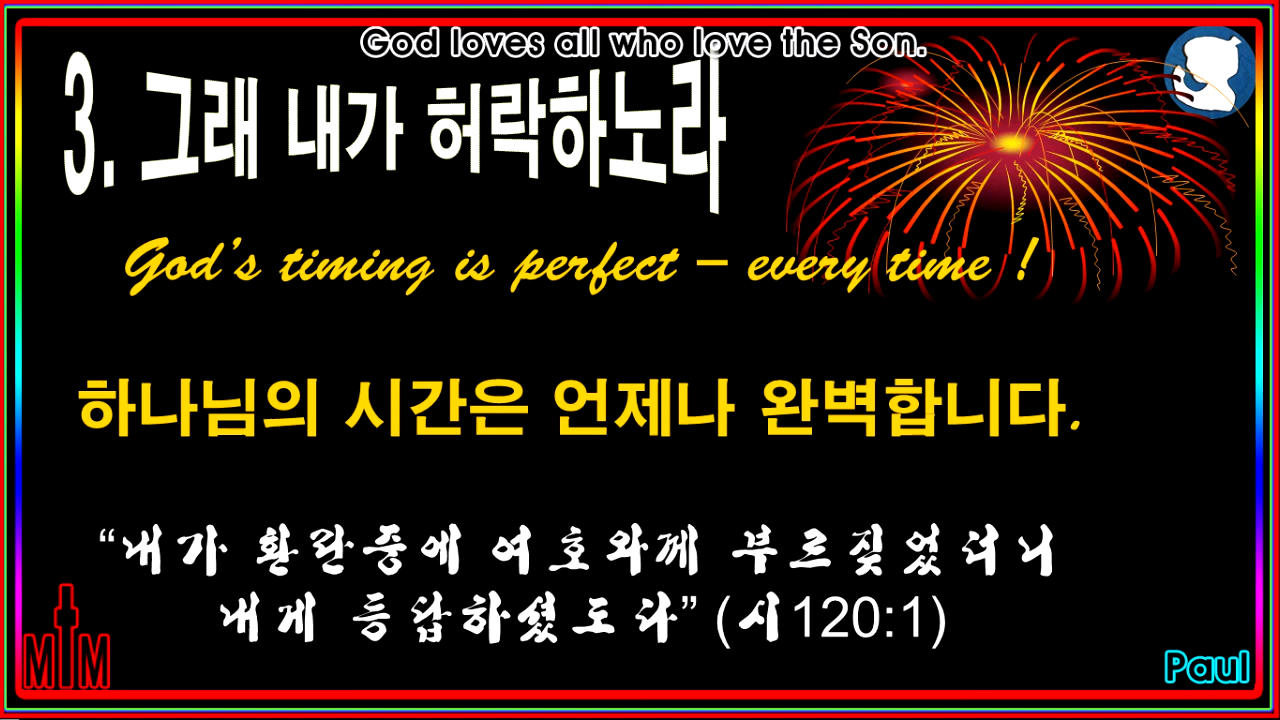 God loves all who love the Son.
3. 그래 내가 허락하노라
God's timing is perfect – every time !
하나님의 시간은 언제나 완벽합니다.
“내가 환란중에 여호와께 부르짖었더니
내게 응답하셨도다” (시120:1)
MTM
Paul